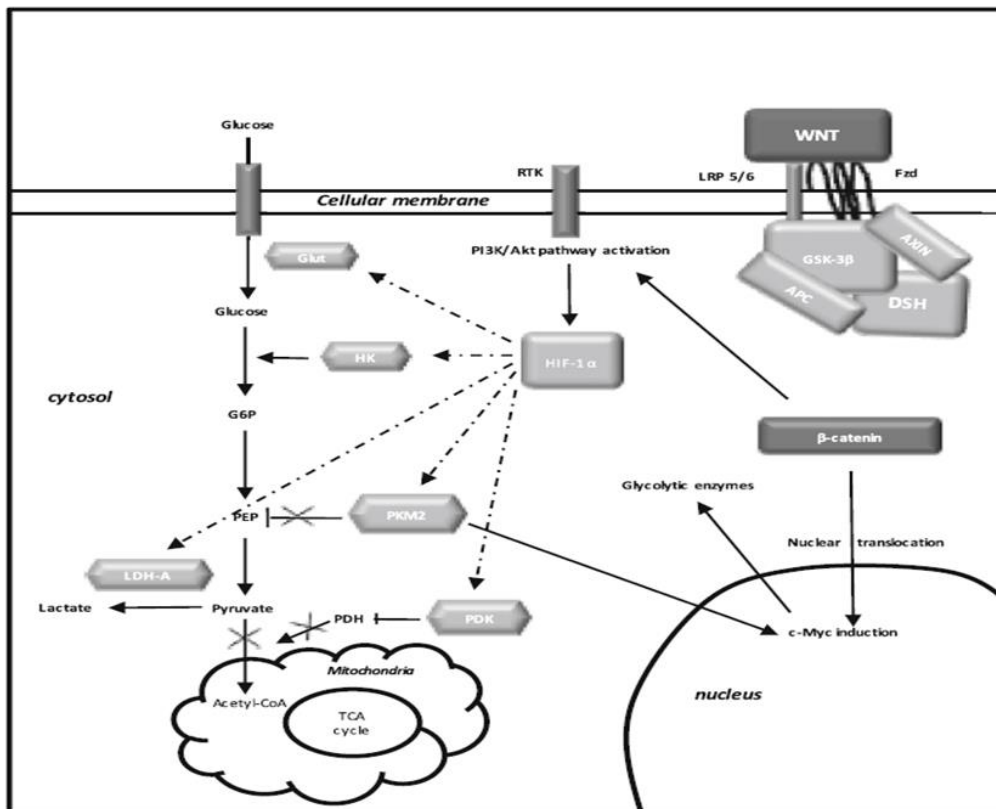 Glucose
WNT
RTK
LRP 5/6
Fzd
Cellular membrane
Glut
PI3K/Akt pathway activation
GSK-3β
AXIN
APC
DSH
Glucose
HK
HIF-1 α
cytosol
G6P
β-catenin
Glycolytic enzymes
PEP
PKM2
Nuclear translocation
LDH-A
Lactate
Pyruvate
PDH
PDK
c-Myc induction
Mitochondria
Acetyl-CoA
nucleus
TCA
cycle